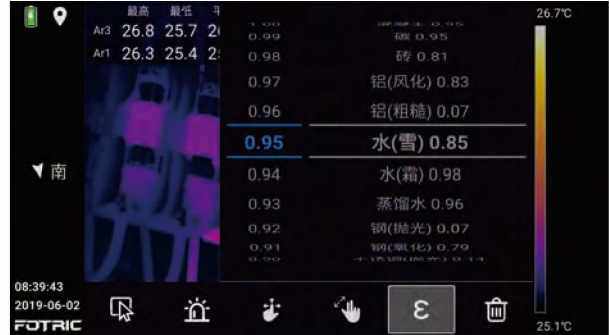 最高 最低 平
26.7℃
Ar3 26.8 25.7 2
Ar1 26.3 25.4 2
0.99 碳 0.95
0.98 砖 0.81
0.97 铝(风化) 0.83
0.96 铝(粗糙) 0.07
0.95 水(雪) 0.85
0.94 水(霜) 0.98
0.93 蒸馏水 0.96
0.92 钢(抛光) 0.07
0.91 钢(氧化) 0.79
南
08:39:43
2019-06-02
FOTRIC
ε
25.1℃